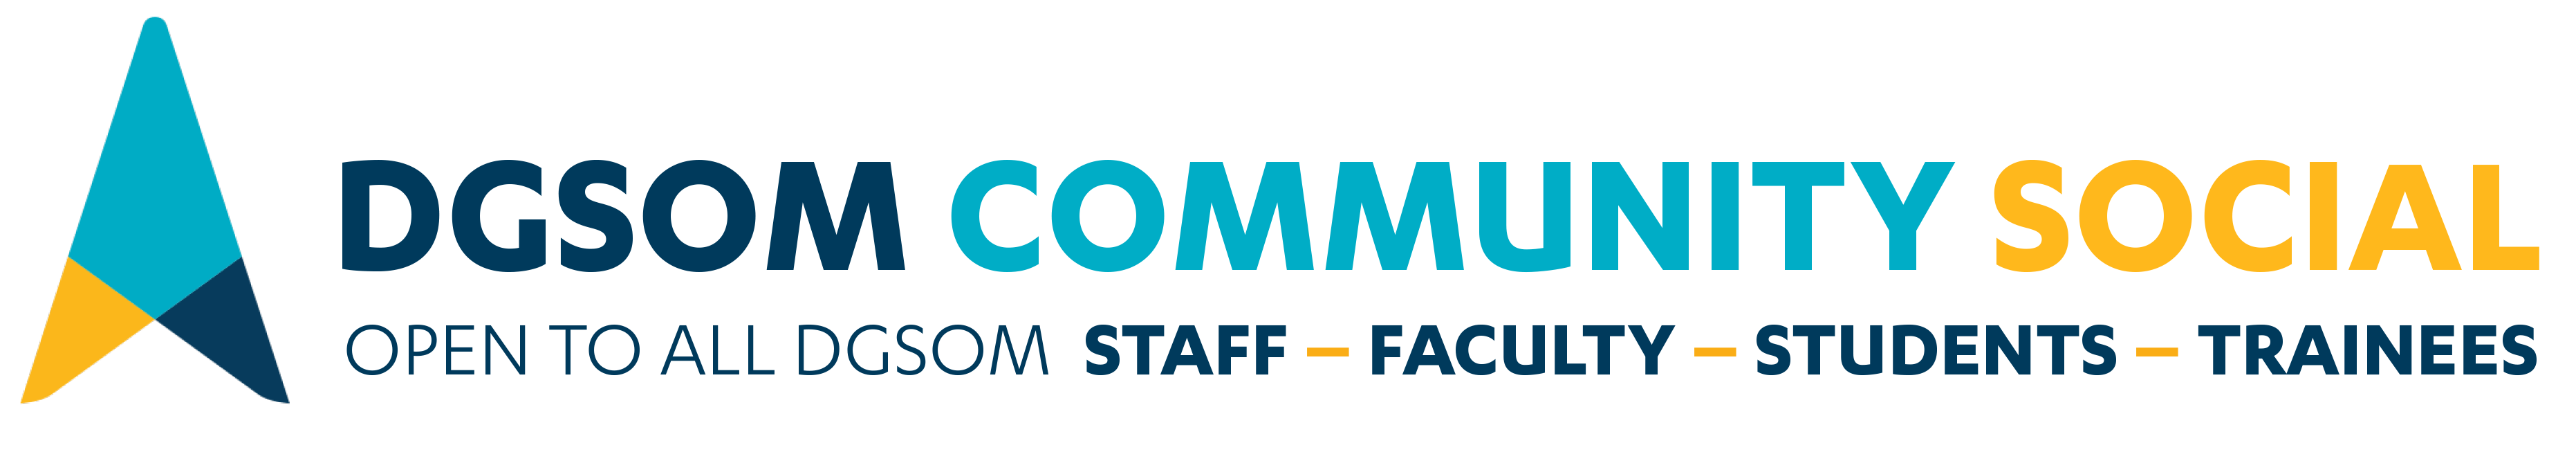 DGSOM COMMUNITY SOCIAL
OPEN TO ALL DGSOM STAFF — FACULTY — STUDENTS — TRAINEES